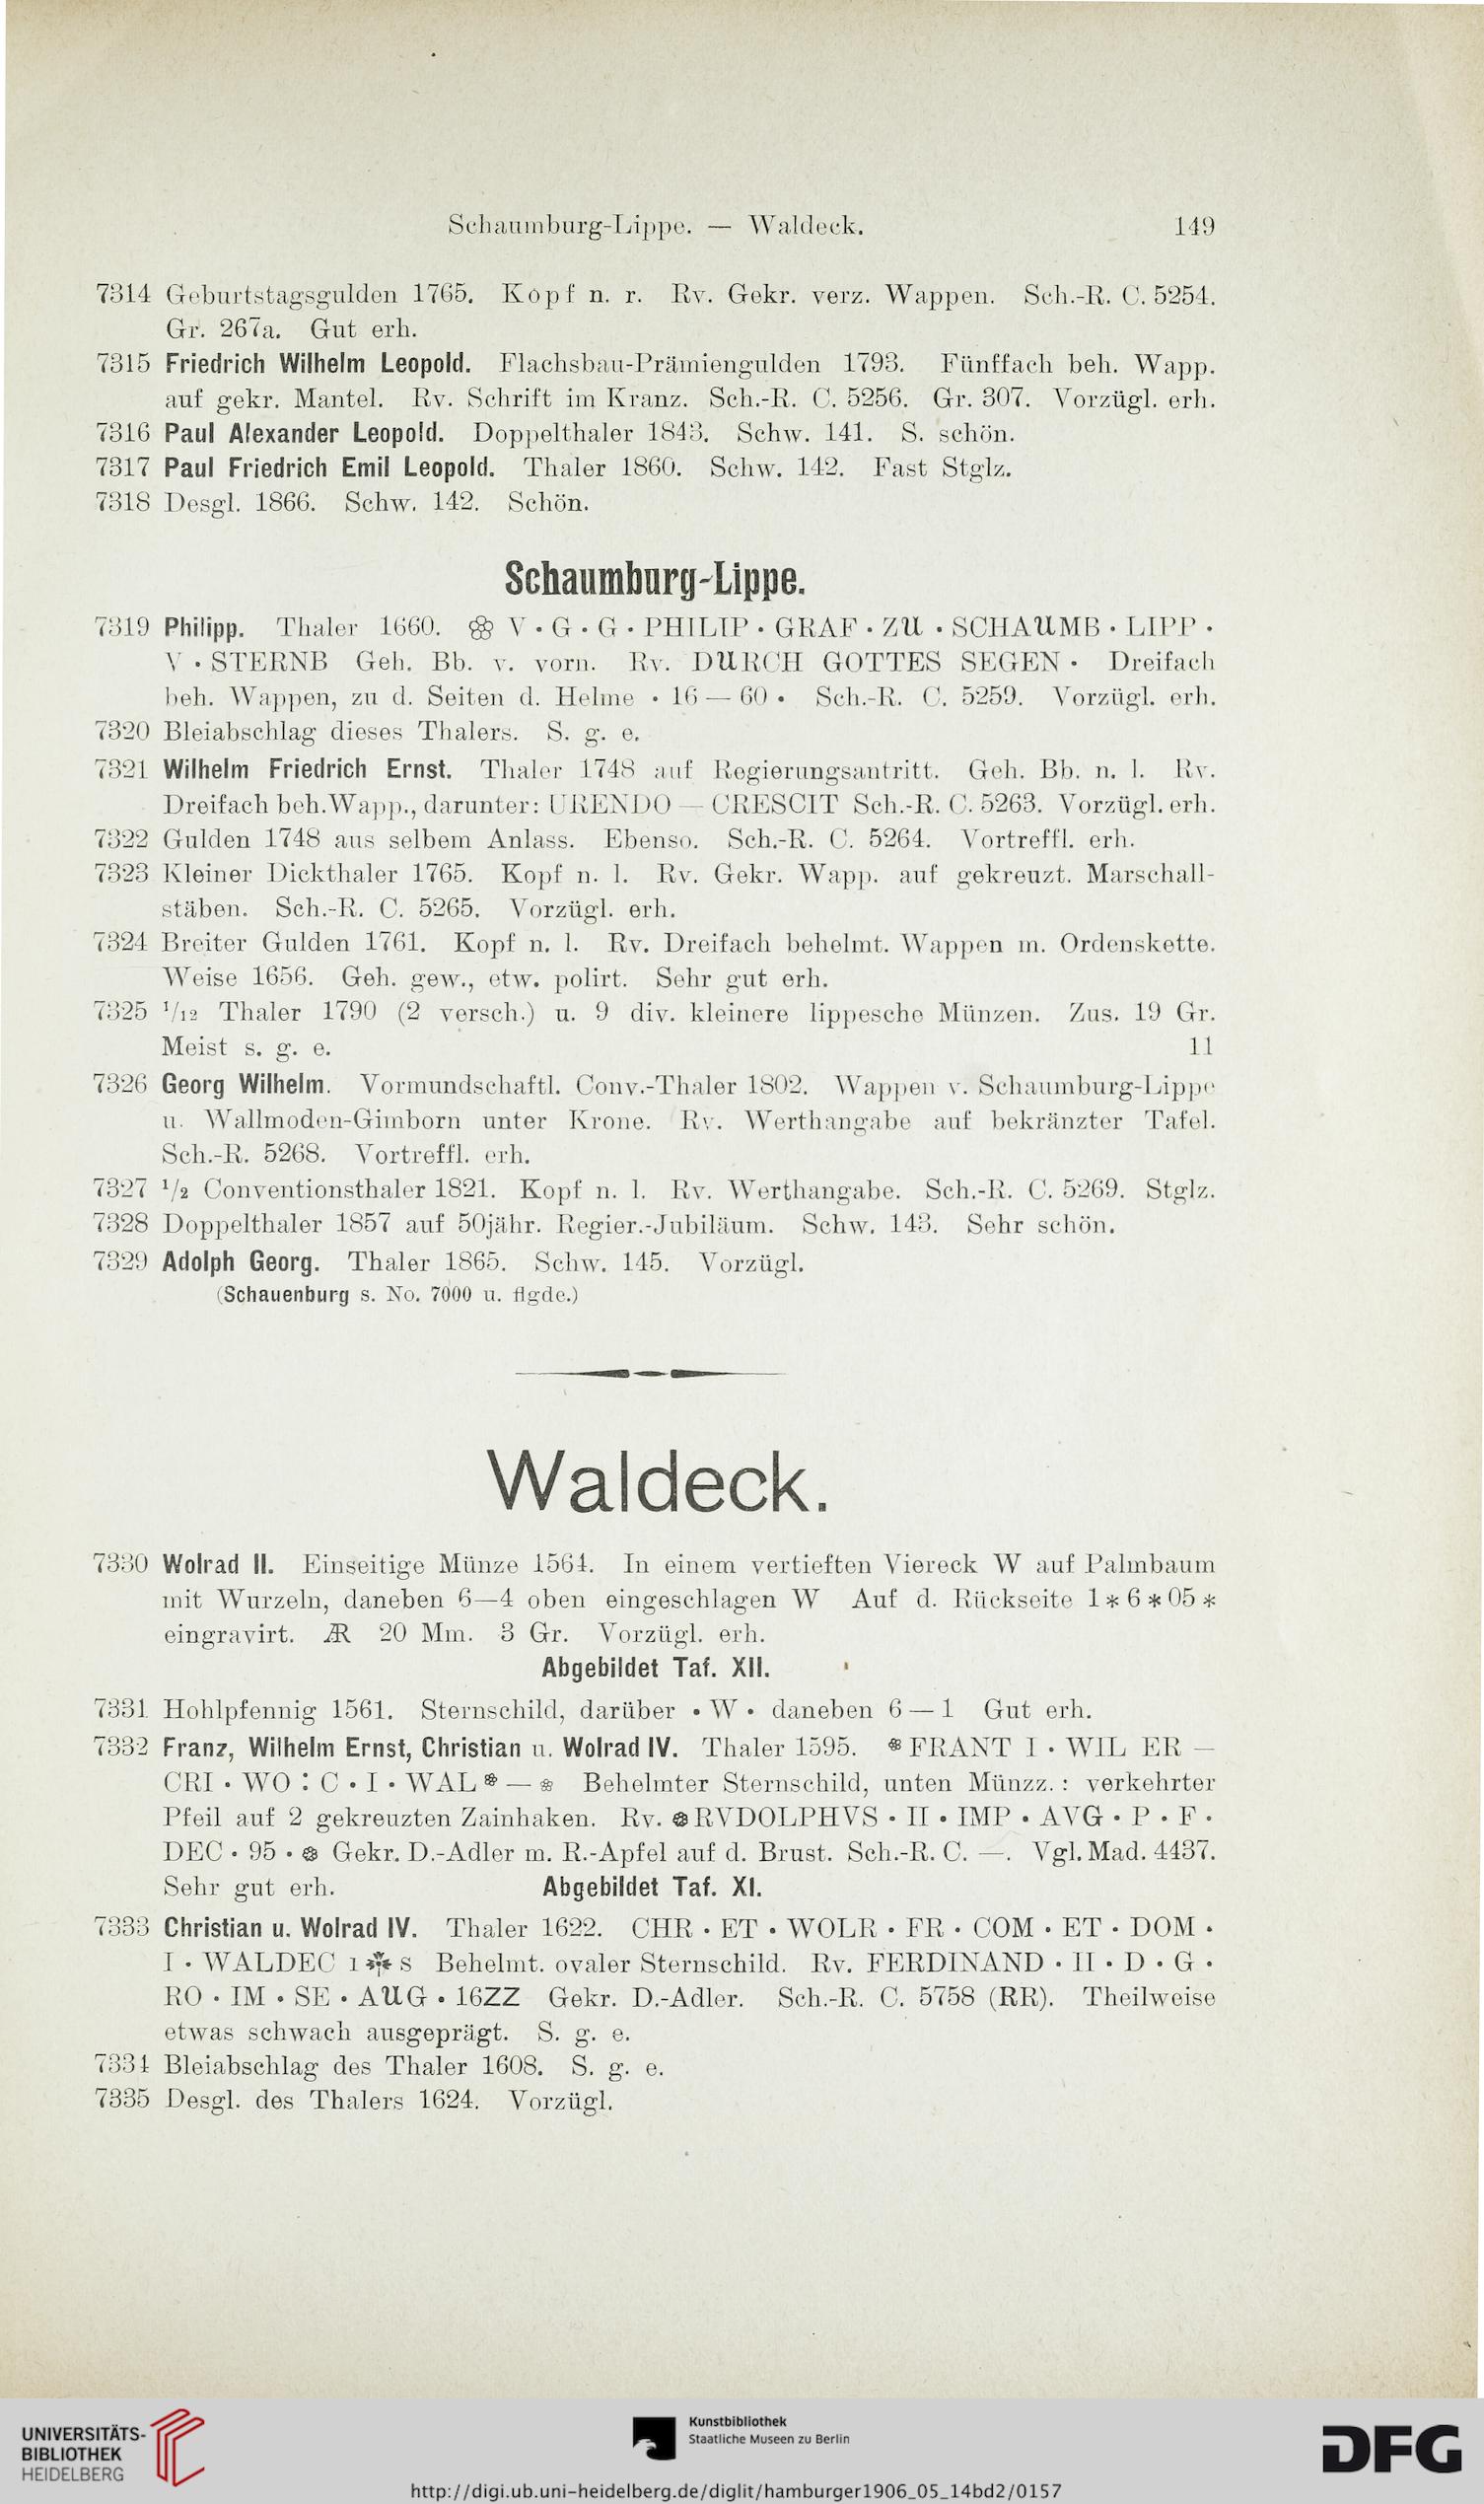 Schaumburg-Lippe. — Waldeck. 149
7314 Geburtstagsgulden 1765. Kopf n. r. Rv. Gekr. verz. Wappen. Sch.-R. C. 5254.
Gr. 267a. Gut erh.
7315 Friedrich Wilhelm Leopold. Flachsbau-Prämiengulden 1793. Fünffach beh. Wapp.
auf gekr. Mantel. Rv. Schrift im Kranz. Sch.-R. C. 5256. Gr. 307. Vorzügl. erh.
7316 Paul Alexander Leopold. Doppelthaler 1843. Schw. 141. S. schön.
7317 Paul Friedrich Emil Leopold. Thaler 1860. Schw. 142. Fast Stglz.
7318 Desgl. 1866. Schw. 142. Schön.
Schaumburg-Lippe.
7319 Philipp. Thaler 1660. ❀ V · G · G · PHILIP · GRAF · ZU · SCHAUMB · LIPP ·
V · STERNB Geh. Bb. v. vorn. Rv. DURCH GOTTES SEGEN · Dreifach
beh. Wappen, zu d. Seiten d. Helme · 16 — 60 · Sch.-R. C. 5259. Vorzügl. erh.
7320 Bleiabschlag dieses Thalers. S. g. e.
7321 Wilhelm Friedrich Ernst. Thaler 1748 auf Regierungsantritt. Geh. Bb. n. l. Rv.
Dreifach beh. Wapp., darunter: URENDO — CRESCIT Sch.-R. C. 5263. Vorzügl. erh.
7322 Gulden 1748 aus selbem Anlass. Ebenso. Sch.-R. C. 5264. Vortreffl. erh.
7323 Kleiner Dickthaler 1765. Kopf n. l. Rv. Gekr. Wapp. auf gekreuzt. Marschall-
stäben. Sch.-R. C. 5265. Vorzügl. erh.
7324 Breiter Gulden 1761. Kopf n. l. Rv. Dreifach behelmt. Wappen m. Ordenskette.
Weise 1656. Geh. gew., etw. polirt. Sehr gut erh.
7325 1/12 Thaler 1790 (2 versch.) u. 9 div. kleinere lippesche Münzen. Zus. 19 Gr.
Meist s. g. e. 11
7326 Georg Wilhelm. Vormundschaftl. Conv.-Thaler 1802. Wappen v. Schaumburg-Lippe
u. Wallmoden-Gimborn unter Krone. Rv. Werthangabe auf bekränzter Tafel.
Sch.-R. 5268. Vortreffl. erh.
7327 1/2 Conventionsthaler 1821. Kopf n. l. Rv. Werthangabe. Sch.-R. C. 5269. Stglz.
7328 Doppelthaler 1857 auf 50jähr. Regier.-Jubiläum. Schw. 143. Sehr schön.
7329 Adolph Georg. Thaler 1865. Schw. 145. Vorzügl.
(Schauenburg s. No. 7000 u. flgde.)
Waldeck.
7330 Wolrad II. Einseitige Münze 1564. In einem vertieften Viereck W auf Palmbaum
mit Wurzeln, daneben 6—4 oben eingeschlagen W Auf d. Rückseite 1 * 6 * 05 *
eingravirt. ÆR 20 Mm. 3 Gr. Vorzügl. erh.
Abgebildet Taf. XII.
7331 Hohlpfennig 1561. Sternschild, darüber · W · daneben 6 — 1 Gut erh.
7332 Franz, Wilhelm Ernst, Christian u. Wolrad IV. Thaler 1595. ❀ FRANT I · WIL ER —
CRI · WO : C · I · WAL ❀ — ❀ Behelmter Sternschild, unten Münzz.: verkehrter
Pfeil auf 2 gekreuzten Zainhaken. Rv. ❀ RVDOLPHVS · II · IMP · AVG · P · F ·
DEC · 95 · ❀ Gekr. D.-Adler m. R.-Apfel auf d. Brust. Sch.-R. C. —. Vgl. Mad. 4437.
Sehr gut erh. Abgebildet Taf. XI.
7333 Christian u. Wolrad IV. Thaler 1622. CHR · ET · WOLR · FR · COM · ET · DOM ·
I · WALDEC 1 S Behelmt. ovaler Sternschild. Rv. FERDINAND · II · D · G ·
RO · IM · SE · AUG · 16ZZ Gekr. D.-Adler. Sch.-R. C. 5758 (RR). Theilweise
etwas schwach ausgeprägt. S. g. e.
7334 Bleiabschlag des Thaler 1608. S. g. e.
7335 Desgl. des Thalers 1624. Vorzügl.
UNIVERSITÄTS-
BIBLIOTHEK
HEIDELBERG
Kunstbibliothek
Staatliche Museen zu Berlin
DFG
http://digi.ub.uni-heidelberg.de/diglit/hamburger1906_05_14bd2/0157